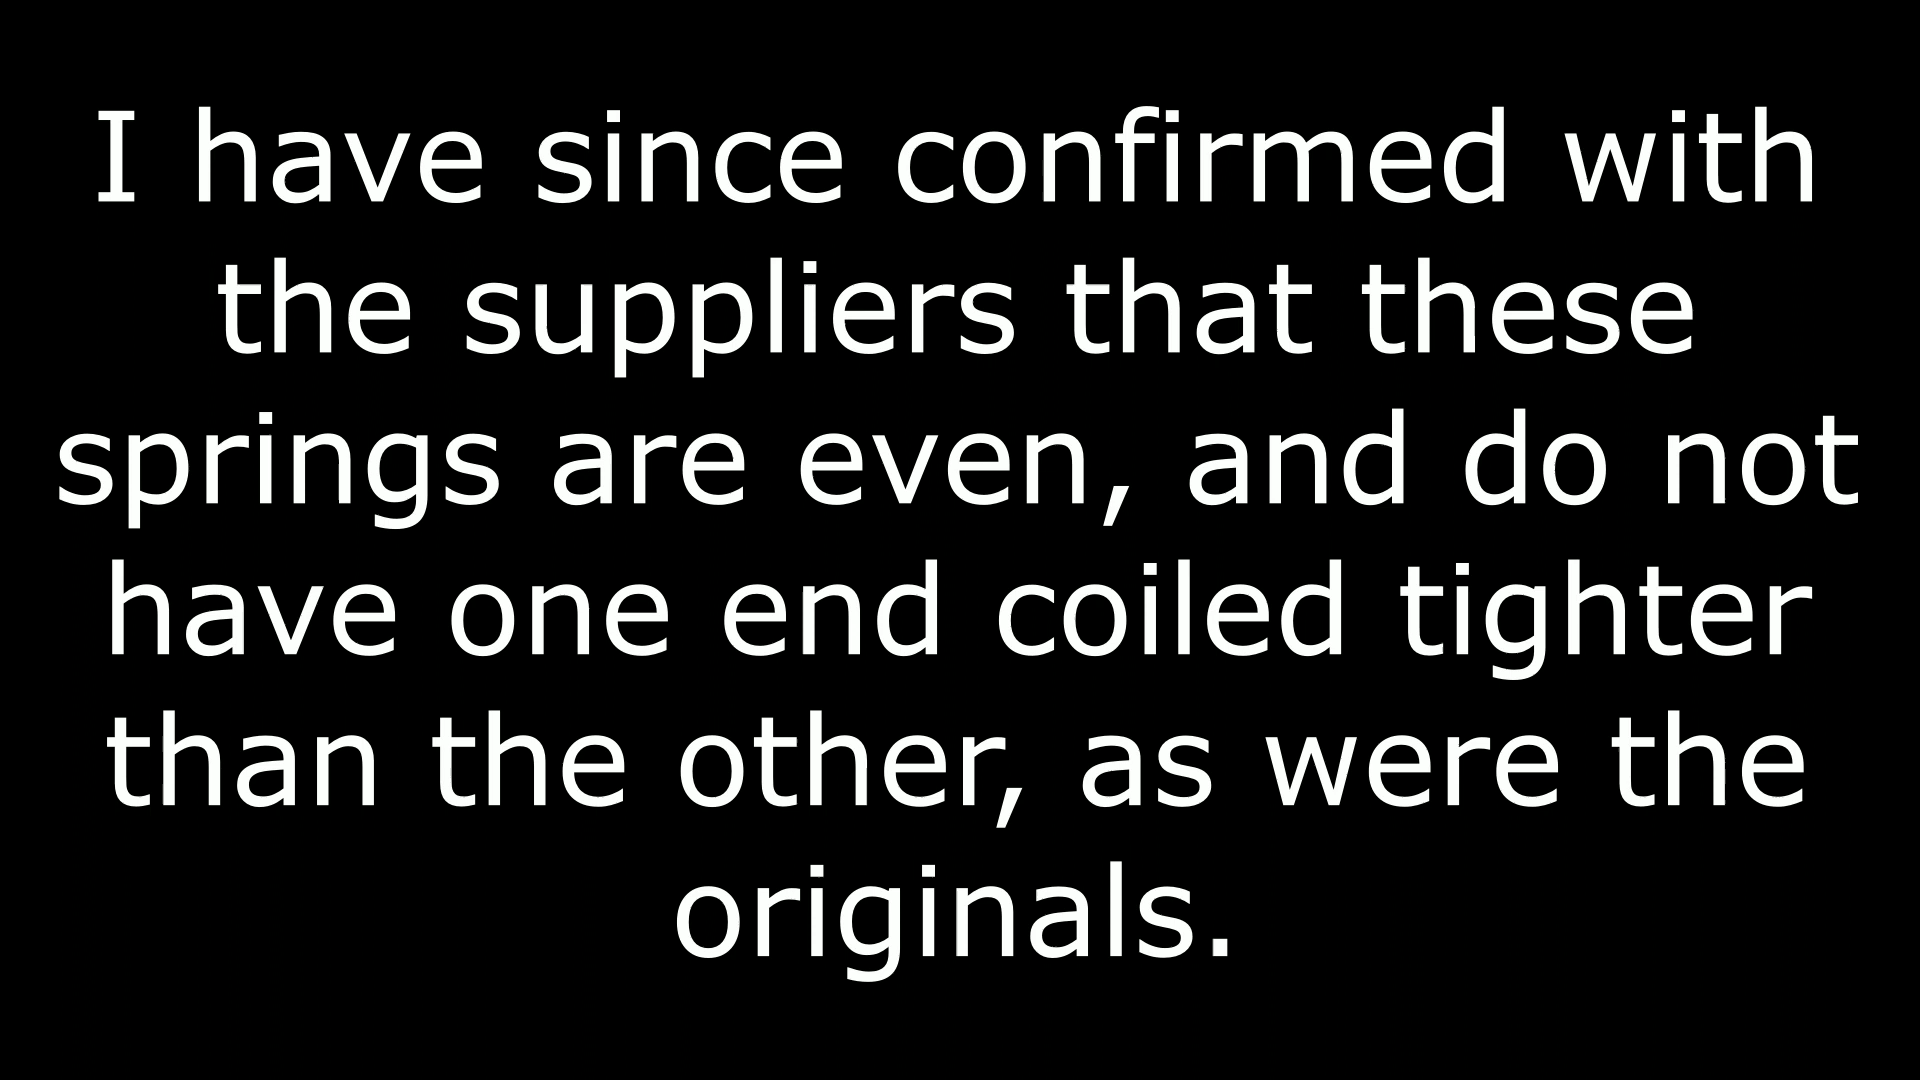 I have since confirmed with
the suppliers that these
springs are even, and do not
have one end coiled tighter
than the other, as were the
originals.